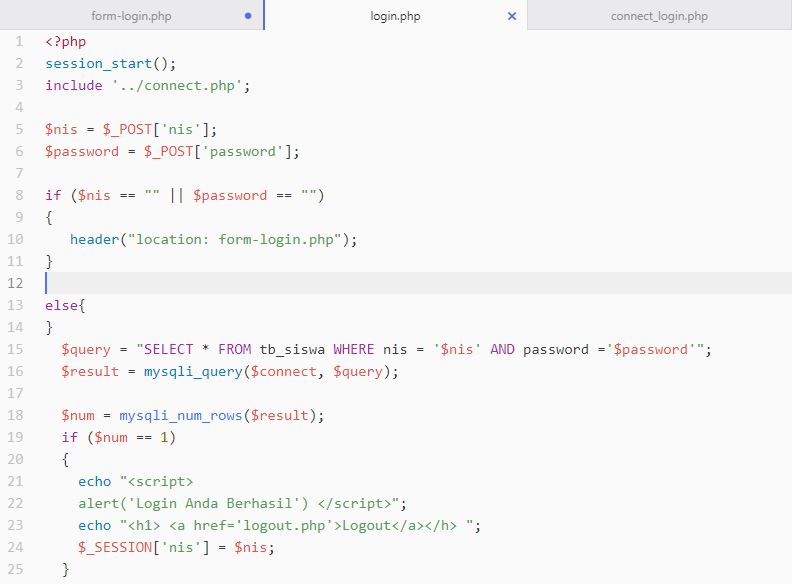 form-login.php login.php connect_login.php
1 <?php
2 session_start();
3 include '../connect.php';
4
5 $nis = $_POST['nis'];
6 $password = $_POST['password'];
7
8 if ($nis == "" || $password == "")
9 {
10    header("location: form-login.php");
11 }
12
13 else{
14 }
15   $query = "SELECT * FROM tb_siswa WHERE nis = '$nis' AND password ='$password'";
16   $result = mysqli_query($connect, $query);
17
18   $num = mysqli_num_rows($result);
19   if ($num == 1)
20   {
21     echo "<script>
22     alert('Login Anda Berhasil') </script>";
23     echo "<h1> <a href='logout.php'>Logout</a></h> ";
24     $_SESSION['nis'] = $nis;
25   }